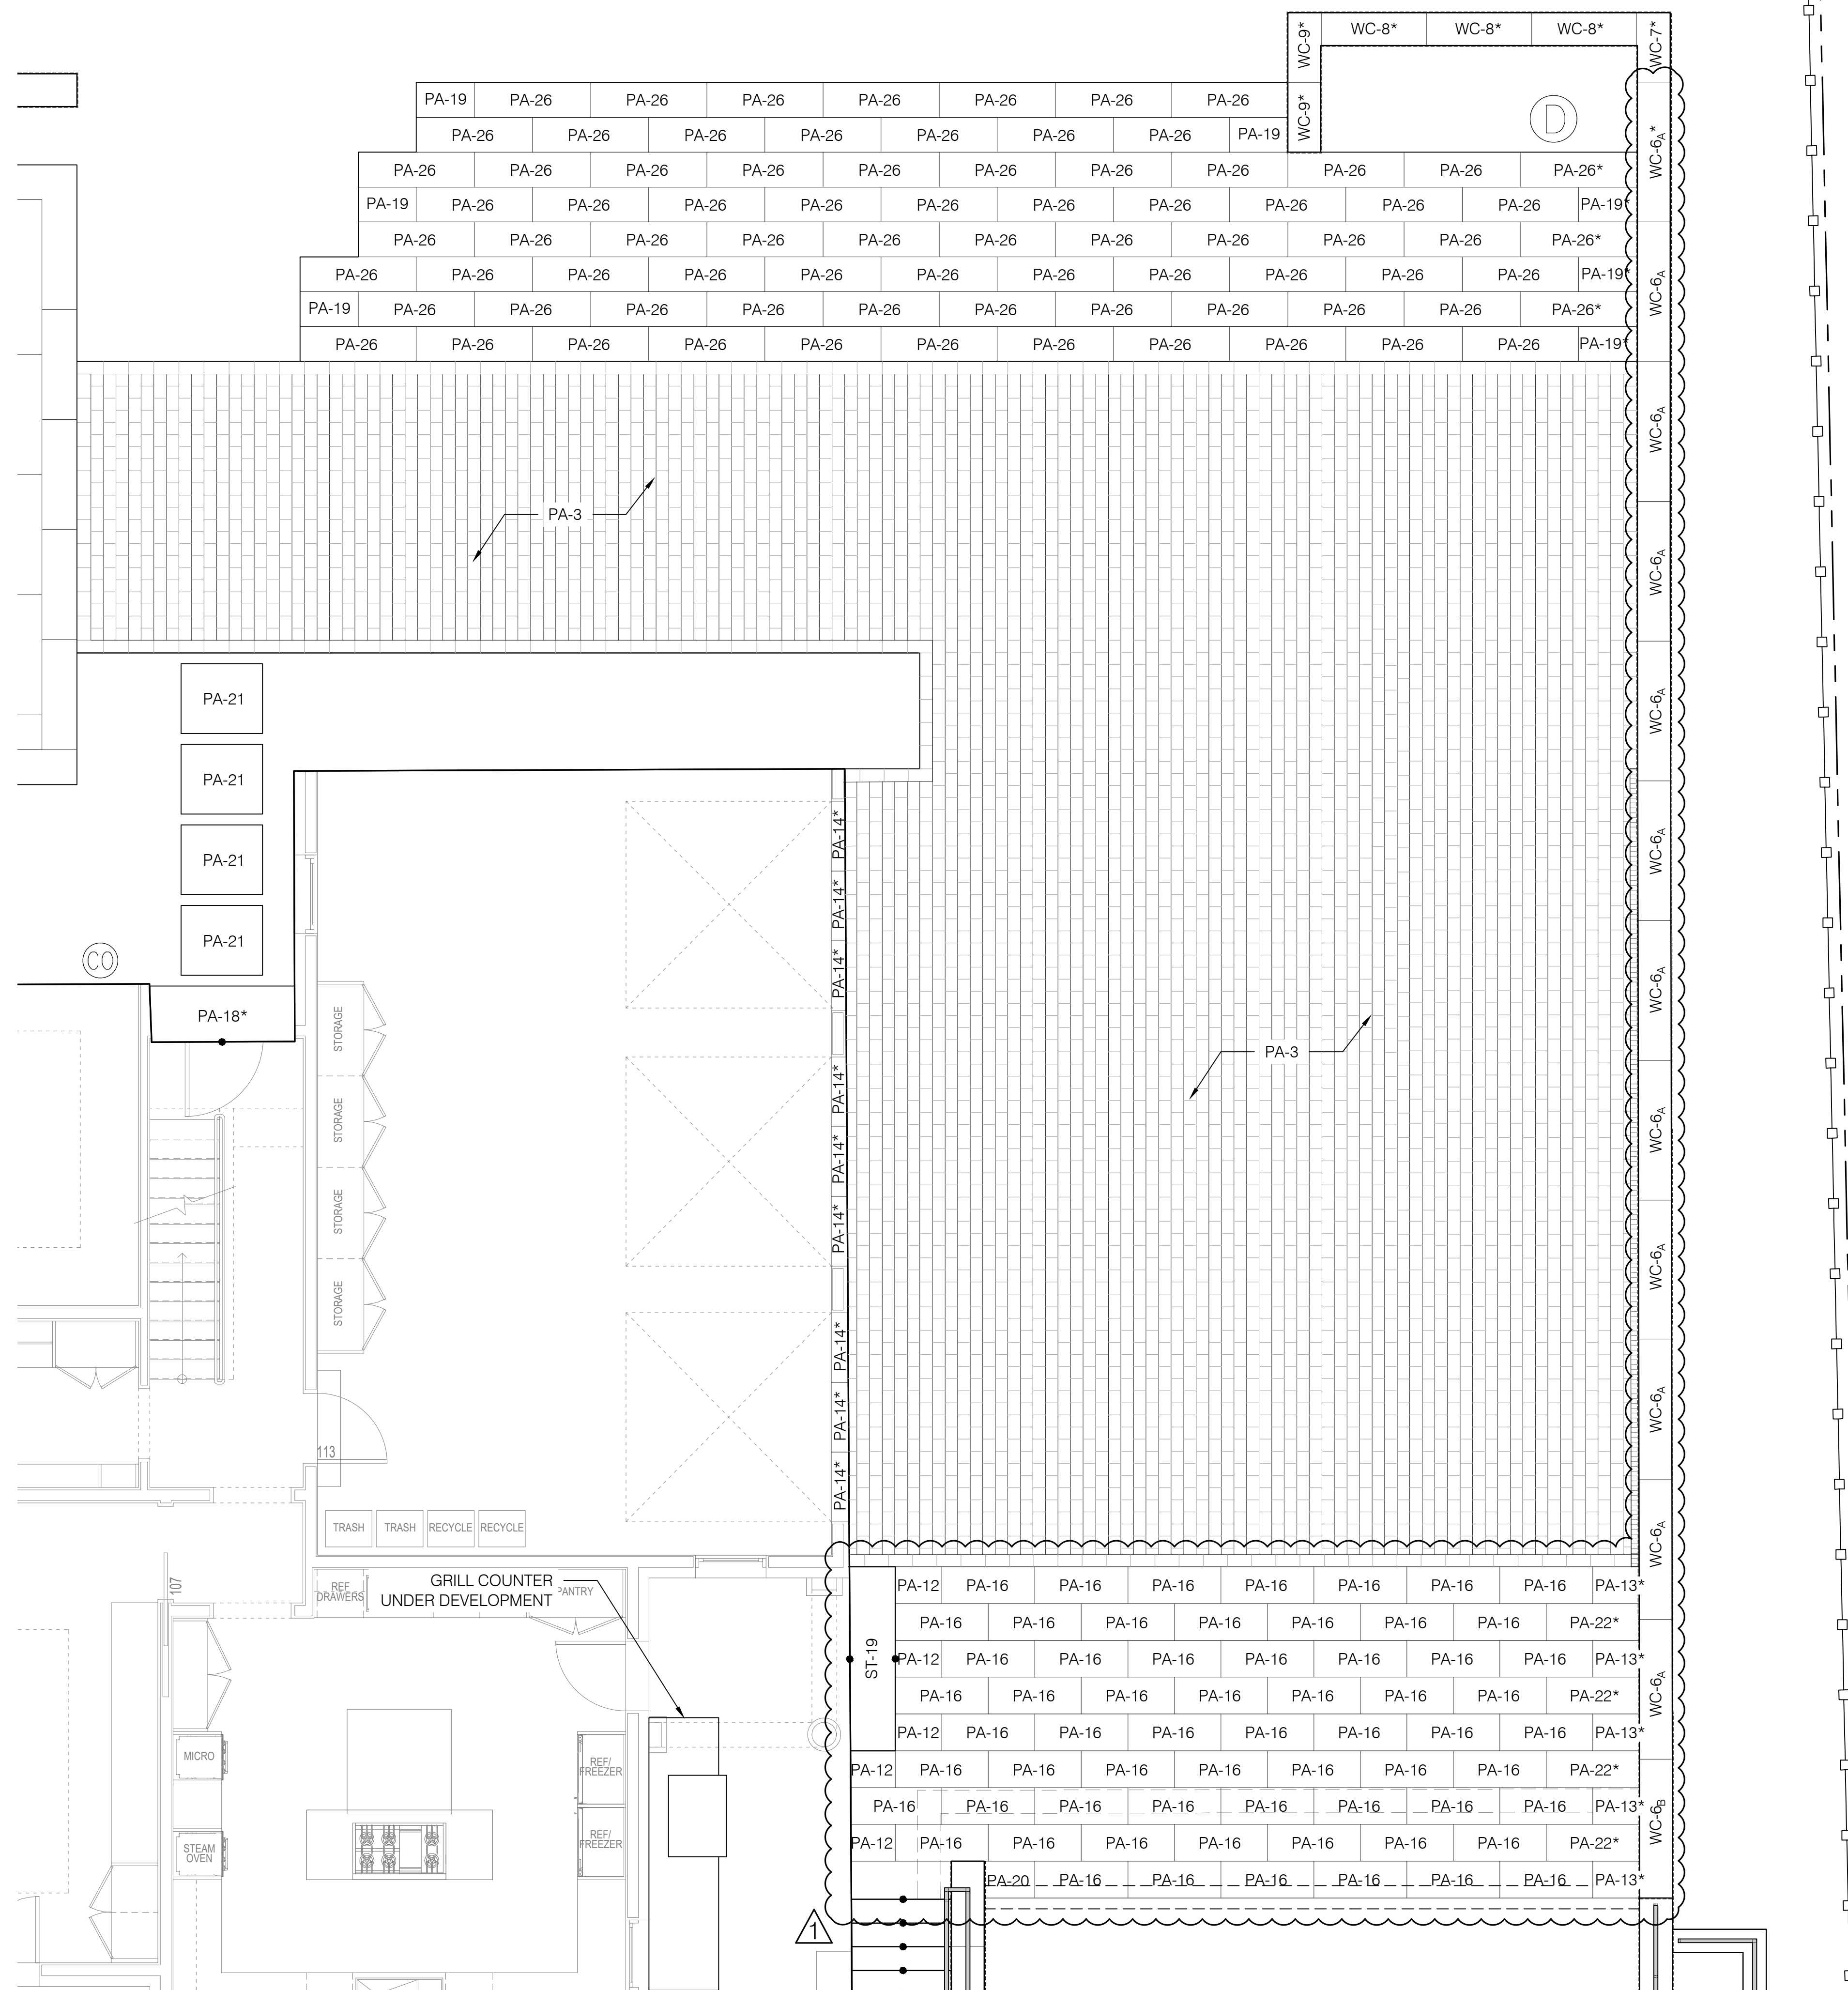 WC-9* WC-8* WC-8* WC-8* WC-7*
PA-19 PA-26 PA-26 PA-26 PA-26 PA-26 PA-26 PA-26 WC-9* D
PA-26 PA-26 PA-26 PA-26 PA-26 PA-26 PA-26 PA-19 WC-6A*
PA-26 PA-26 PA-26 PA-26 PA-26 PA-26 PA-26 PA-26 PA-26 PA-26 PA-26*
PA-19 PA-26 PA-26 PA-26 PA-26 PA-26 PA-26 PA-26 PA-26 PA-26 PA-26 PA-19*
PA-26 PA-26 PA-26 PA-26 PA-26 PA-26 PA-26 PA-26 PA-26 PA-26 PA-26*
PA-26 PA-26 PA-26 PA-26 PA-26 PA-26 PA-26 PA-26 PA-26 PA-26 PA-26 PA-19* WC-6A
PA-19 PA-26 PA-26 PA-26 PA-26 PA-26 PA-26 PA-26 PA-26 PA-26 PA-26 PA-26*
PA-26 PA-26 PA-26 PA-26 PA-26 PA-26 PA-26 PA-26 PA-26 PA-26 PA-26 PA-19*
WC-6A
PA-3
WC-6A
PA-21
WC-6A
PA-21
PA-14*
WC-6A
PA-21
PA-14*
PA-21
CO
PA-14*
WC-6A
PA-18*
STORAGE
PA-3
PA-14*
STORAGE
WC-6A
PA-14*
STORAGE
PA-14*
WC-6A
STORAGE
PA-14*
PA-14*
WC-6A
113
PA-14*
TRASH TRASH RECYCLE RECYCLE
WC-6A
107
REF
DRAWERS
GRILL COUNTER
UNDER DEVELOPMENT
PANTRY
PA-12 PA-16 PA-16 PA-16 PA-16 PA-16 PA-16 PA-16 PA-13*
PA-16 PA-16 PA-16 PA-16 PA-16 PA-16 PA-16 PA-22*
ST-19
PA-12 PA-16 PA-16 PA-16 PA-16 PA-16 PA-16 PA-16 PA-13*
WC-6A
PA-16 PA-16 PA-16 PA-16 PA-16 PA-16 PA-16 PA-22*
PA-12 PA-16 PA-16 PA-16 PA-16 PA-16 PA-16 PA-16 PA-13*
MICRO
REF/
FREEZER
PA-12 PA-16 PA-16 PA-16 PA-16 PA-16 PA-16 PA-16 PA-22*
PA-16 PA-16 PA-16 PA-16 PA-16 PA-16 PA-16 PA-16 PA-13*
WC-6B
STEAM
OVEN
REF/
FREEZER
PA-12 PA-16 PA-16 PA-16 PA-16 PA-16 PA-16 PA-16 PA-22*
PA-20 PA-16 PA-16 PA-16 PA-16 PA-16 PA-16 PA-13*
1